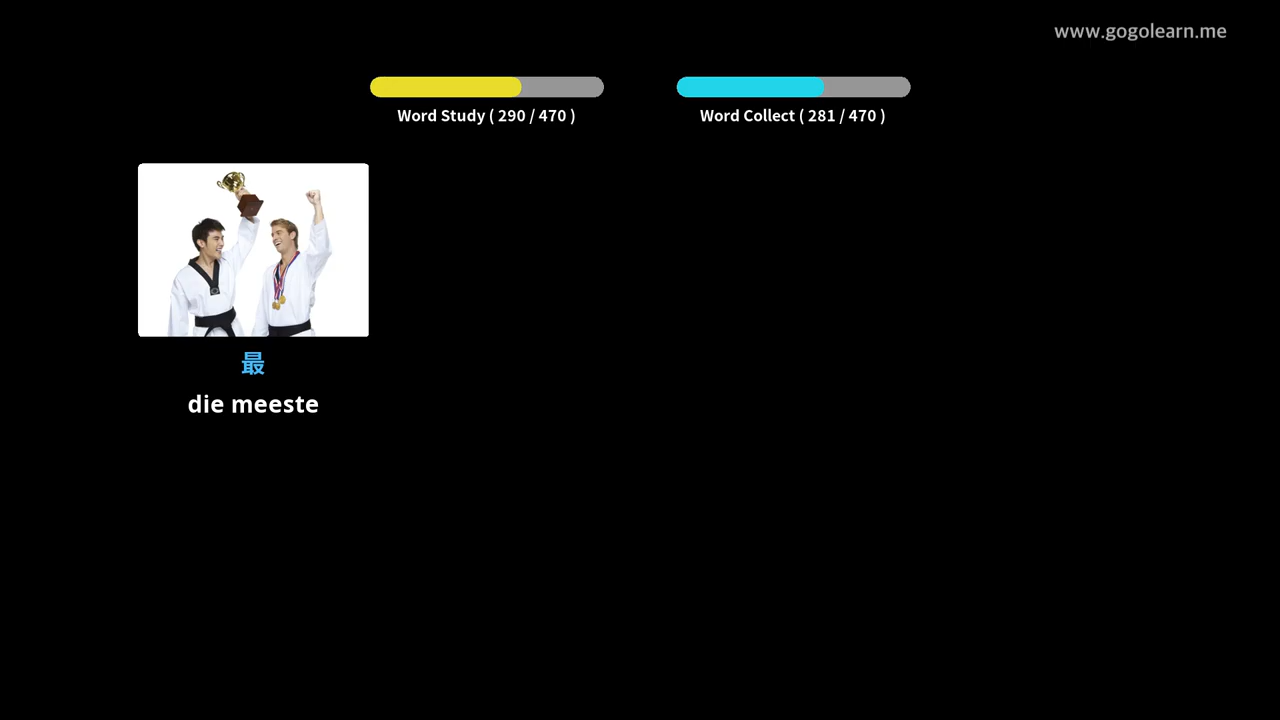 www.gogolearn.me
Word Study ( 290 / 470 )
Word Collect ( 281 / 470 )
最
die meeste